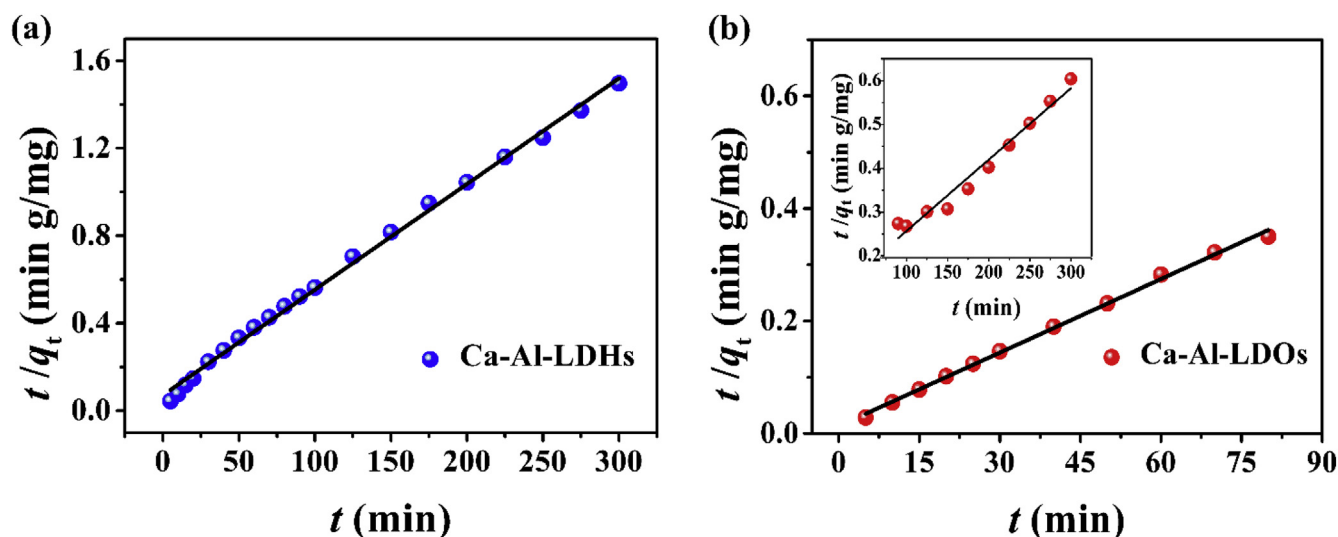 (a)
t /qt (min g/mg)
1.6
1.2
0.8
0.4
0.0
Ca-Al-LDHs
0 50 100 150 200 250 300
t (min)
(b)
t /qt (min g/mg)
0.6
0.4
0.2
0.0
t /qt (min g/mg)
0.6
0.5
0.4
0.3
0.2
100 150 200 250 300
t (min)
Ca-Al-LDOs
0 15 30 45 60 75 90
t (min)